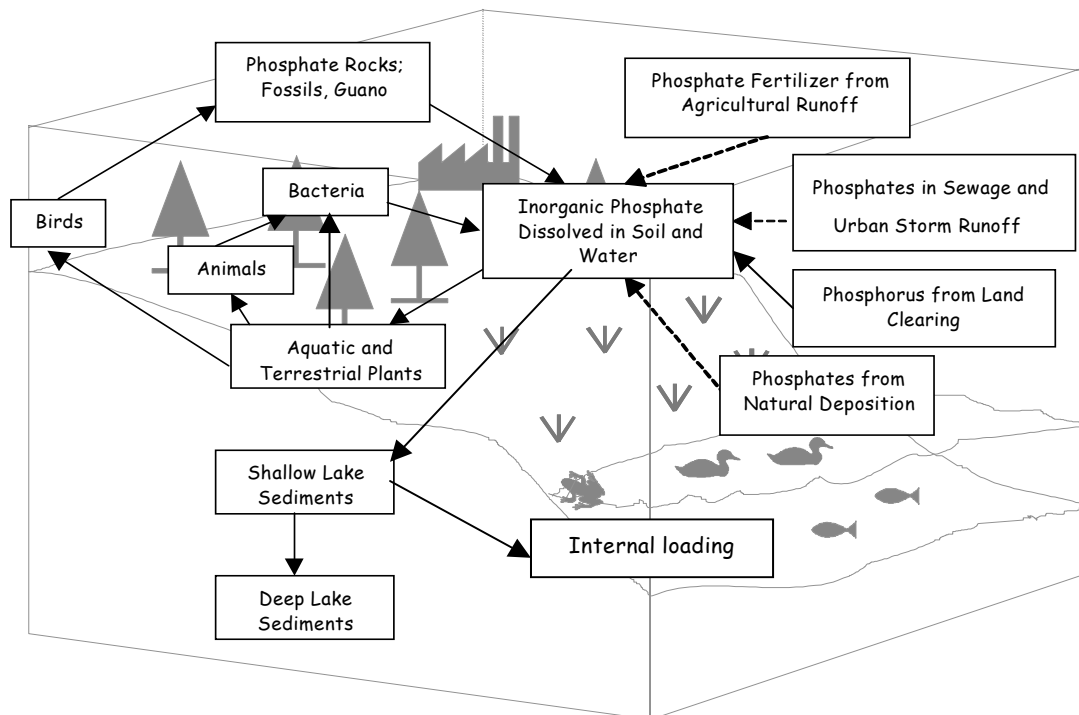 Phosphate Rocks;
Fossils, Guano
Phosphate Fertilizer from
Agricultural Runoff
Bacteria
Phosphates in Sewage and
Urban Storm Runoff
Birds
Inorganic Phosphate
Dissolved in Soil and
Water
Animals
Phosphorus from Land
Clearing
Aquatic and
Terrestrial Plants
Phosphates from
Natural Deposition
Shallow Lake
Sediments
Internal loading
Deep Lake
Sediments